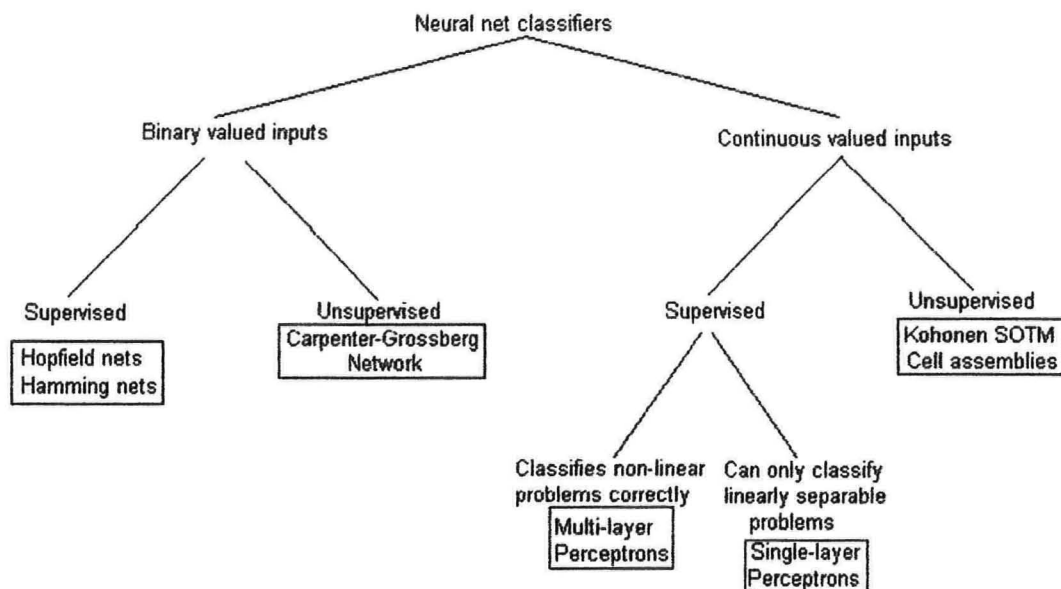 Neural net classifiers
Binary valued inputs
Continuous valued inputs
Supervised
Hopfield nets
Hamming nets
Unsupervised
Carpenter-Grossberg
Network
Supervised
Unsupervised
Kohonen SOTM
Cell assemblies
Classifies non-linear
problems correctly
Multi-layer
Perceptrons
Can only classify
linearly separable
problems
Single-layer
Perceptrons